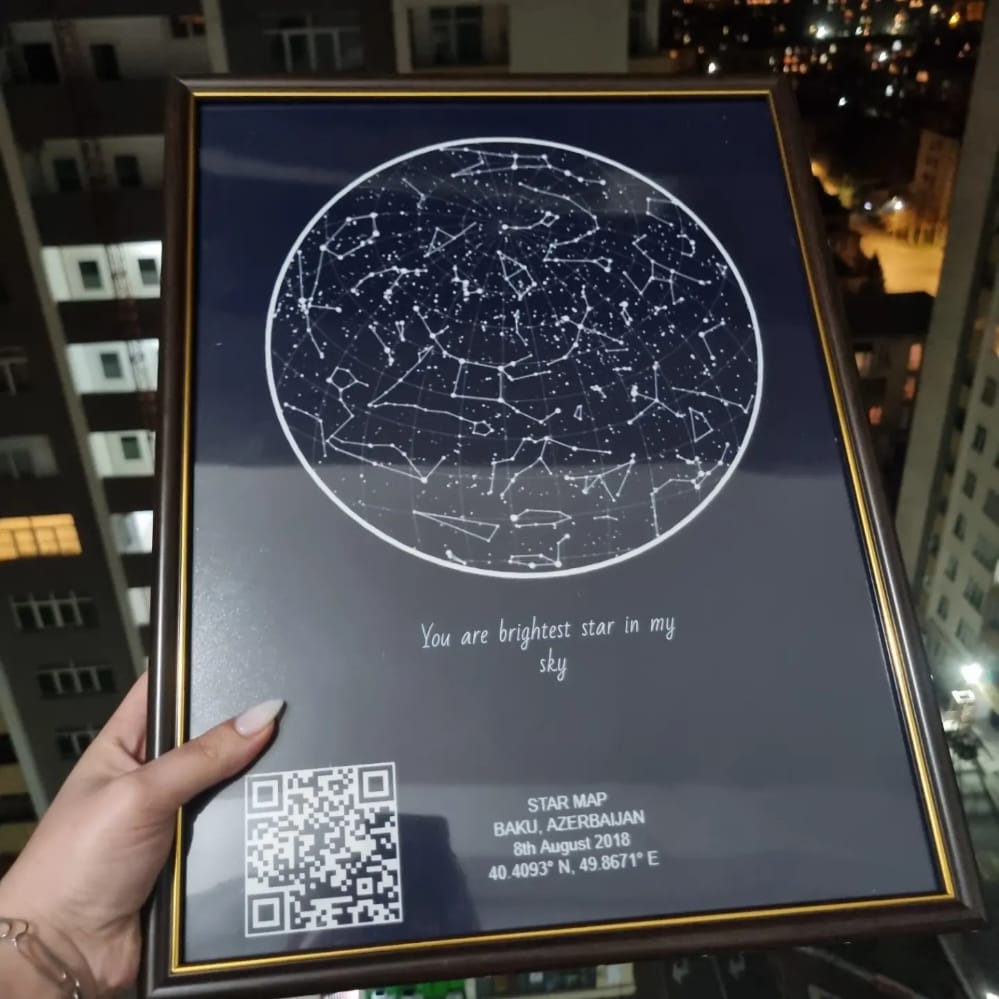 You are brightest star in my
sky
STAR MAP
BAKU, AZERBAIJAN
8th August 2018
40.4093° N, 49.8671° E